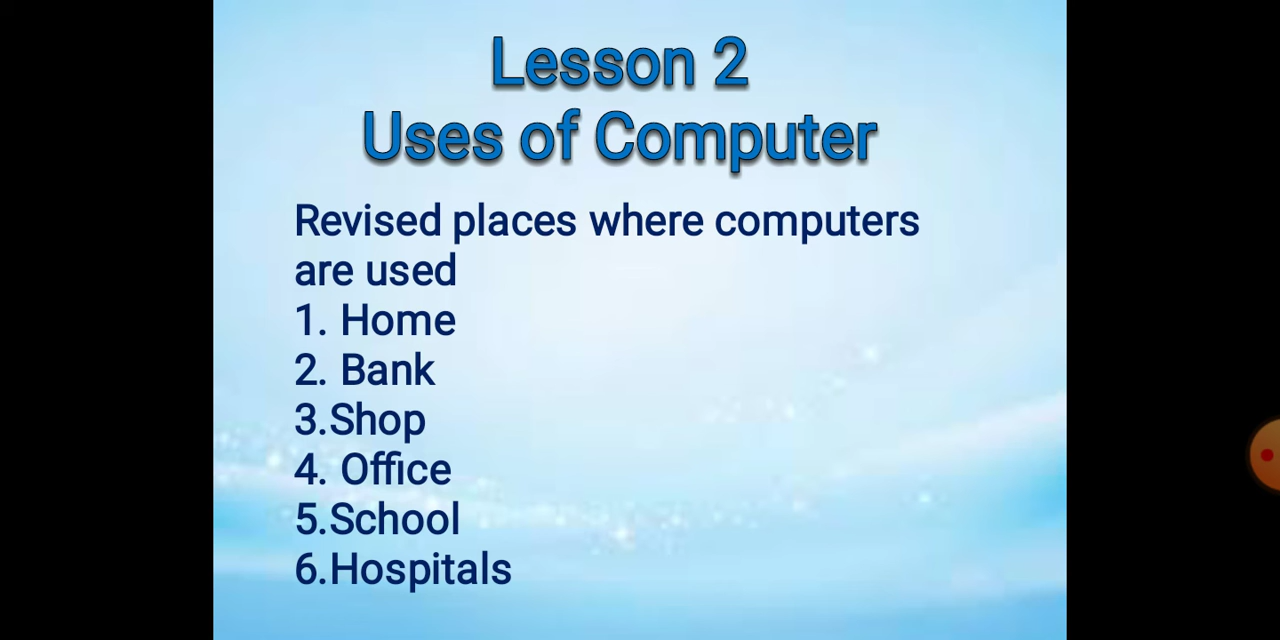 Lesson 2
Uses of Computer
Revised places where computers
are used
1. Home
2. Bank
3.Shop
4. Office
5.School
6.Hospitals